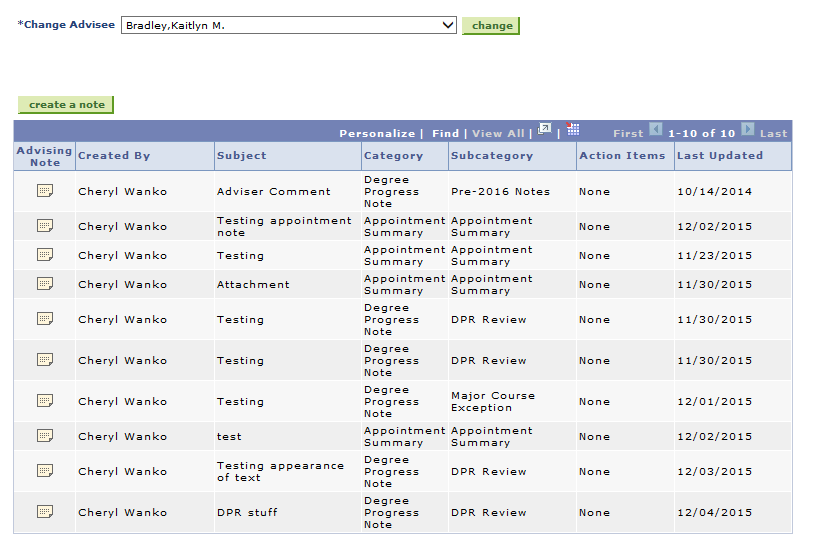 *Change Advisee Bradley,Kaitlyn M. change
create a note
Personalize | Find | View All | | First 1-10 of 10 Last
Advising Note Created By Subject Category Subcategory Action Items Last Updated
Cheryl Wanko Adviser Comment Degree Progress Note Pre-2016 Notes None 10/14/2014
Cheryl Wanko Testing appointment note Appointment Summary Appointment Summary None 12/02/2015
Cheryl Wanko Testing Appointment Summary Appointment Summary None 11/23/2015
Cheryl Wanko Attachment Appointment Summary Appointment Summary None 11/30/2015
Cheryl Wanko Testing Degree Progress Note DPR Review None 11/30/2015
Cheryl Wanko Testing Degree Progress Note DPR Review None 11/30/2015
Cheryl Wanko Testing Degree Progress Note Major Course Exception None 12/01/2015
Cheryl Wanko test Appointment Summary Appointment Summary None 12/02/2015
Cheryl Wanko Testing appearance of text Degree Progress Note DPR Review None 12/03/2015
Cheryl Wanko DPR stuff Degree Progress Note DPR Review None 12/04/2015